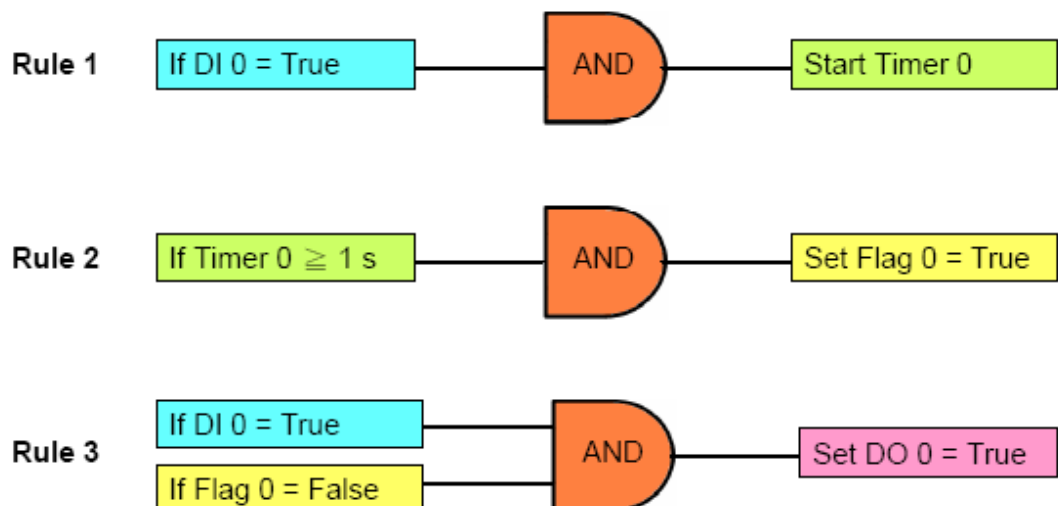 Rule 1 If DI 0 = True AND Start Timer 0
Rule 2 If Timer 0 ≧ 1 s AND Set Flag 0 = True
If DI 0 = True
Rule 3 AND Set DO 0 = True
If Flag 0 = False